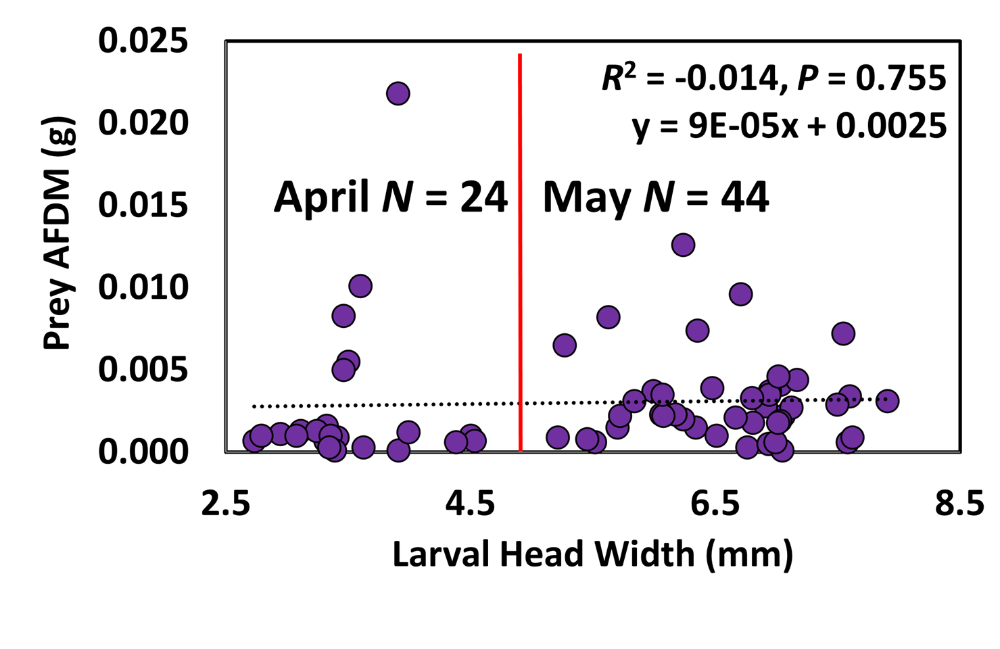 0.025
0.020
0.015
0.010
0.005
0.000
Prey AFDM (g)
R² = -0.014, P = 0.755
y = 9E-05x + 0.0025
April N = 24
May N = 44
2.5 4.5 6.5 8.5
Larval Head Width (mm)